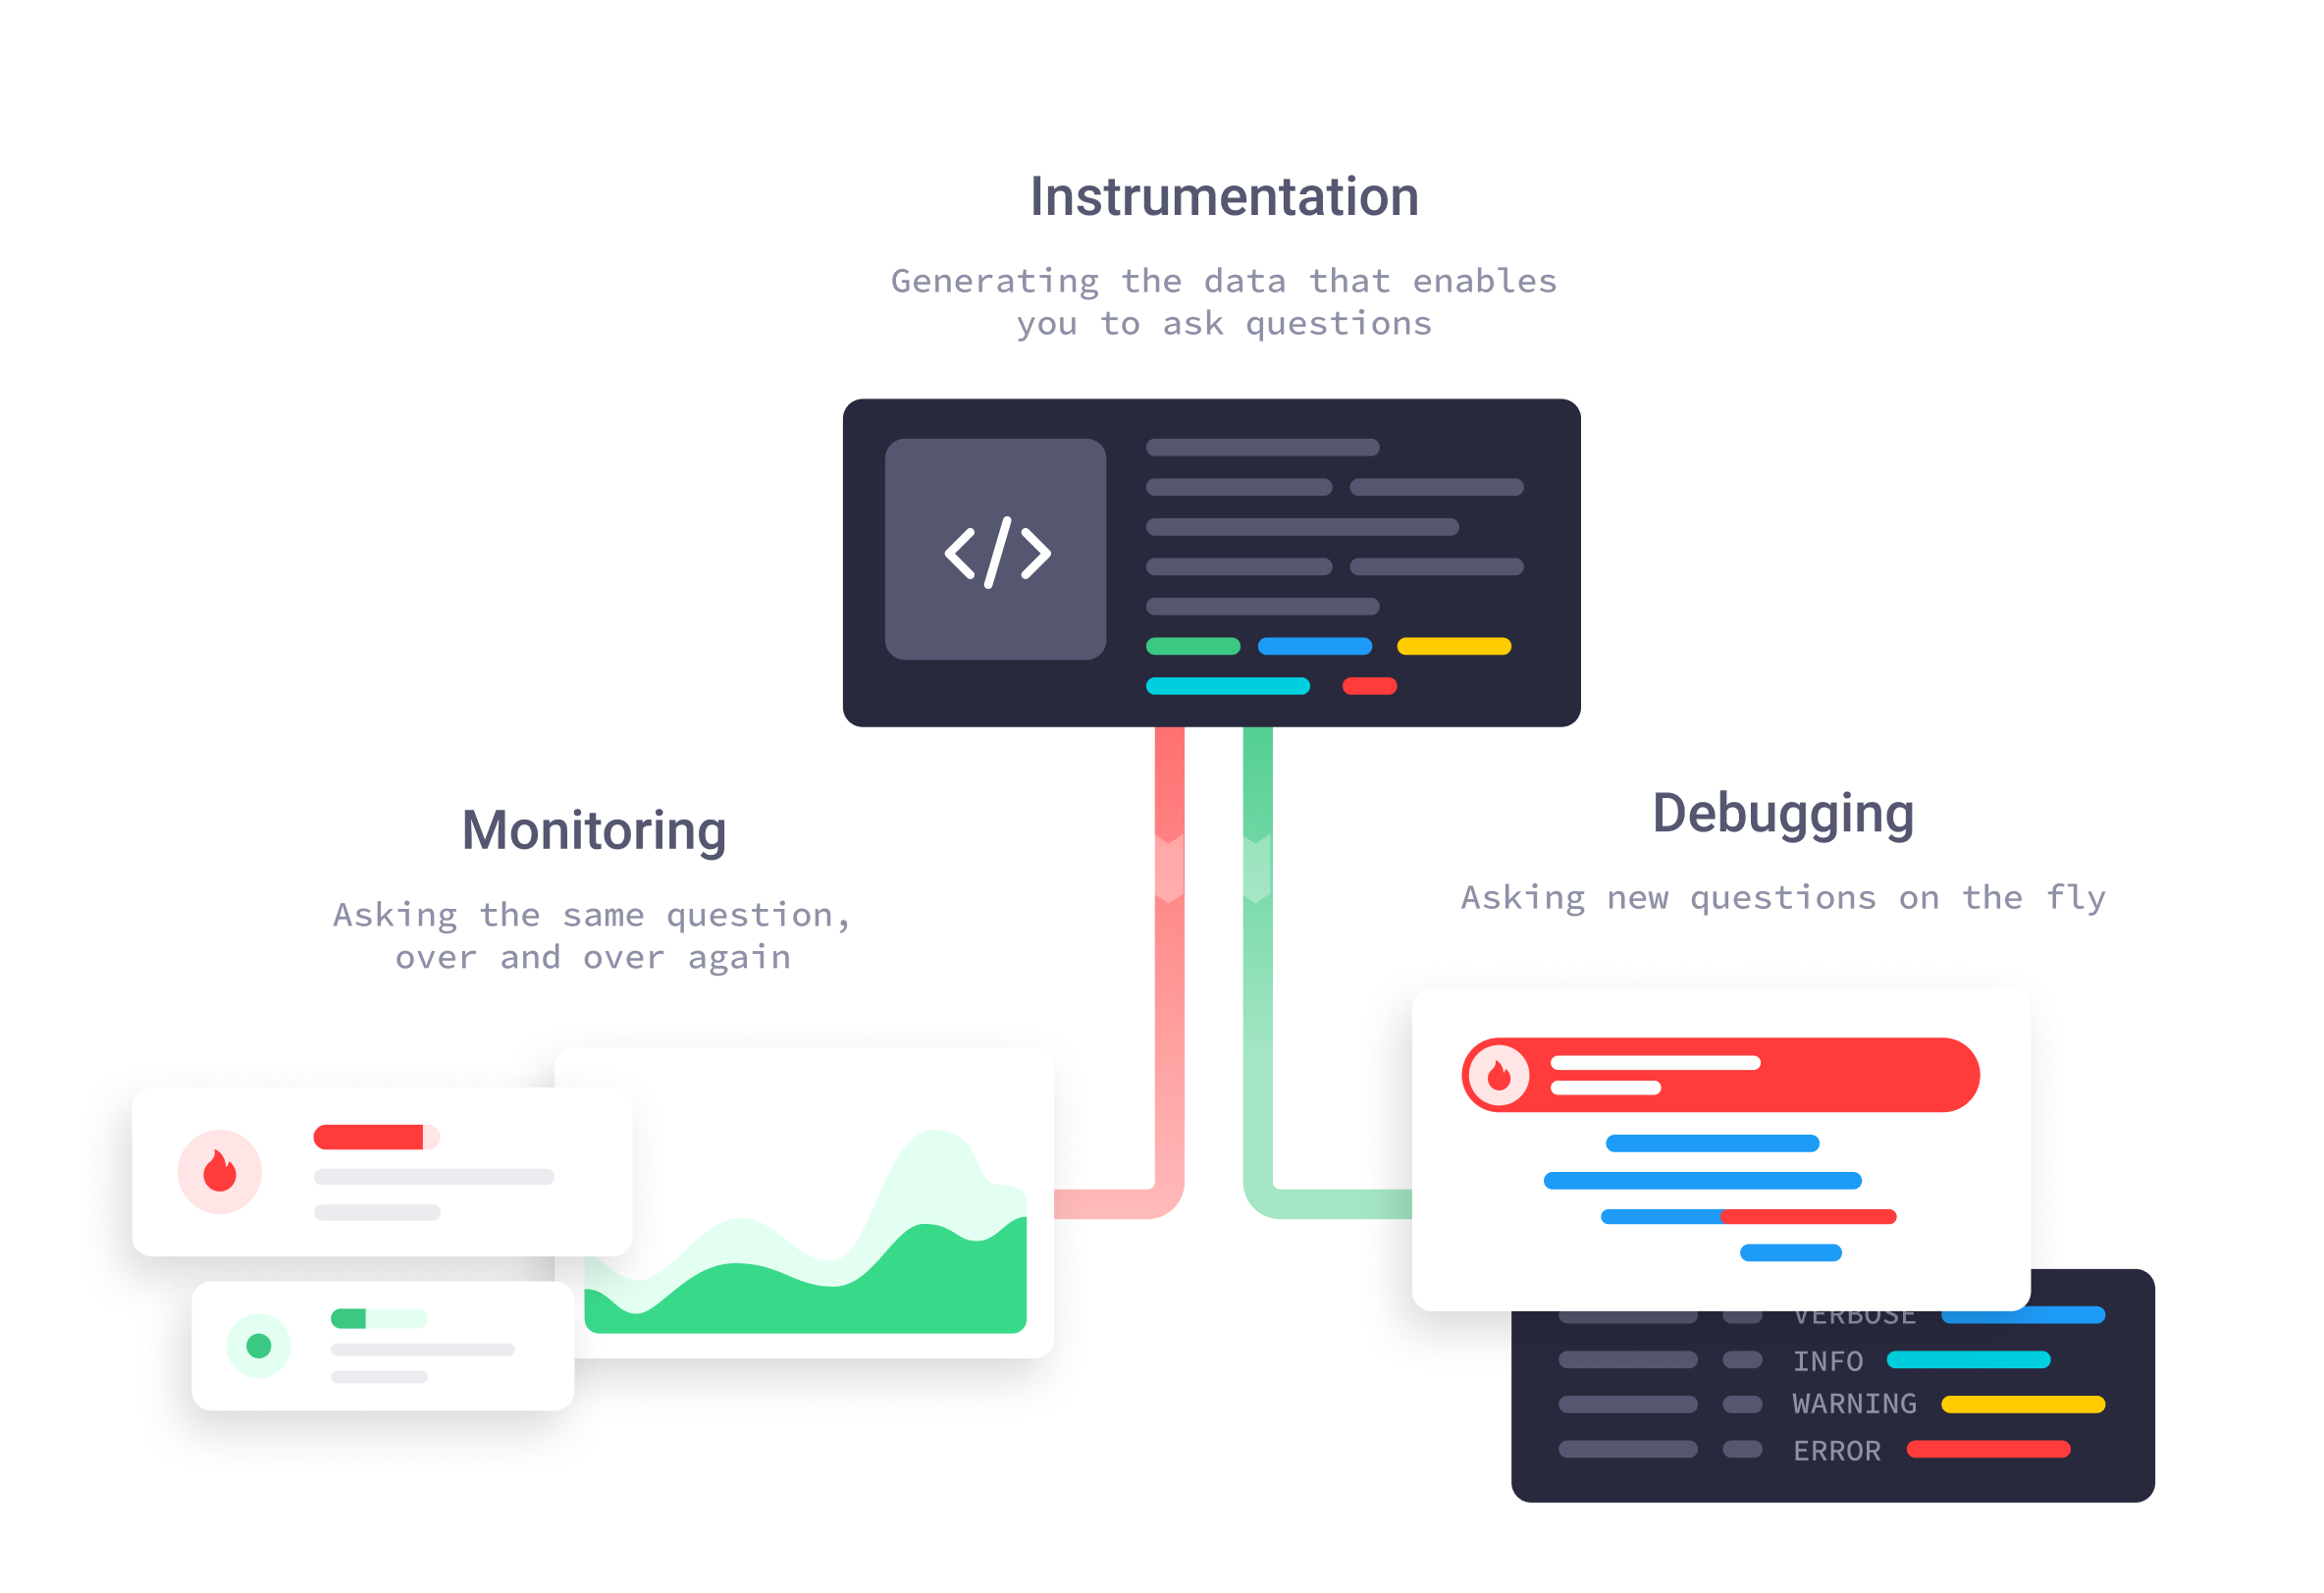 Instrumentation
Generating the data that enables
you to ask questions
Monitoring
Asking the same question,
over and over again
Debugging
Asking new questions on the fly
VERBOSE
INFO
WARNING
ERROR